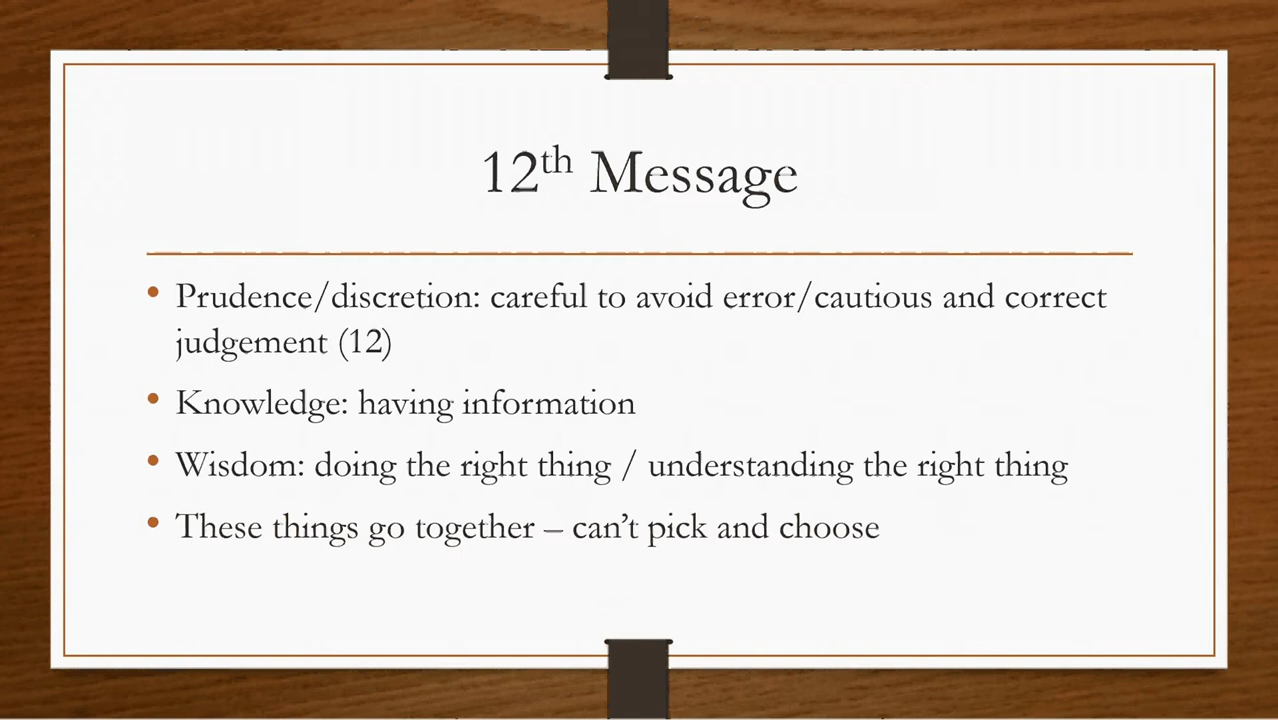 12th Message
• Prudence/discretion: careful to avoid error/cautious and correct
judgement (12)
• Knowledge: having information
• Wisdom: doing the right thing / understanding the right thing
• These things go together – can’t pick and choose